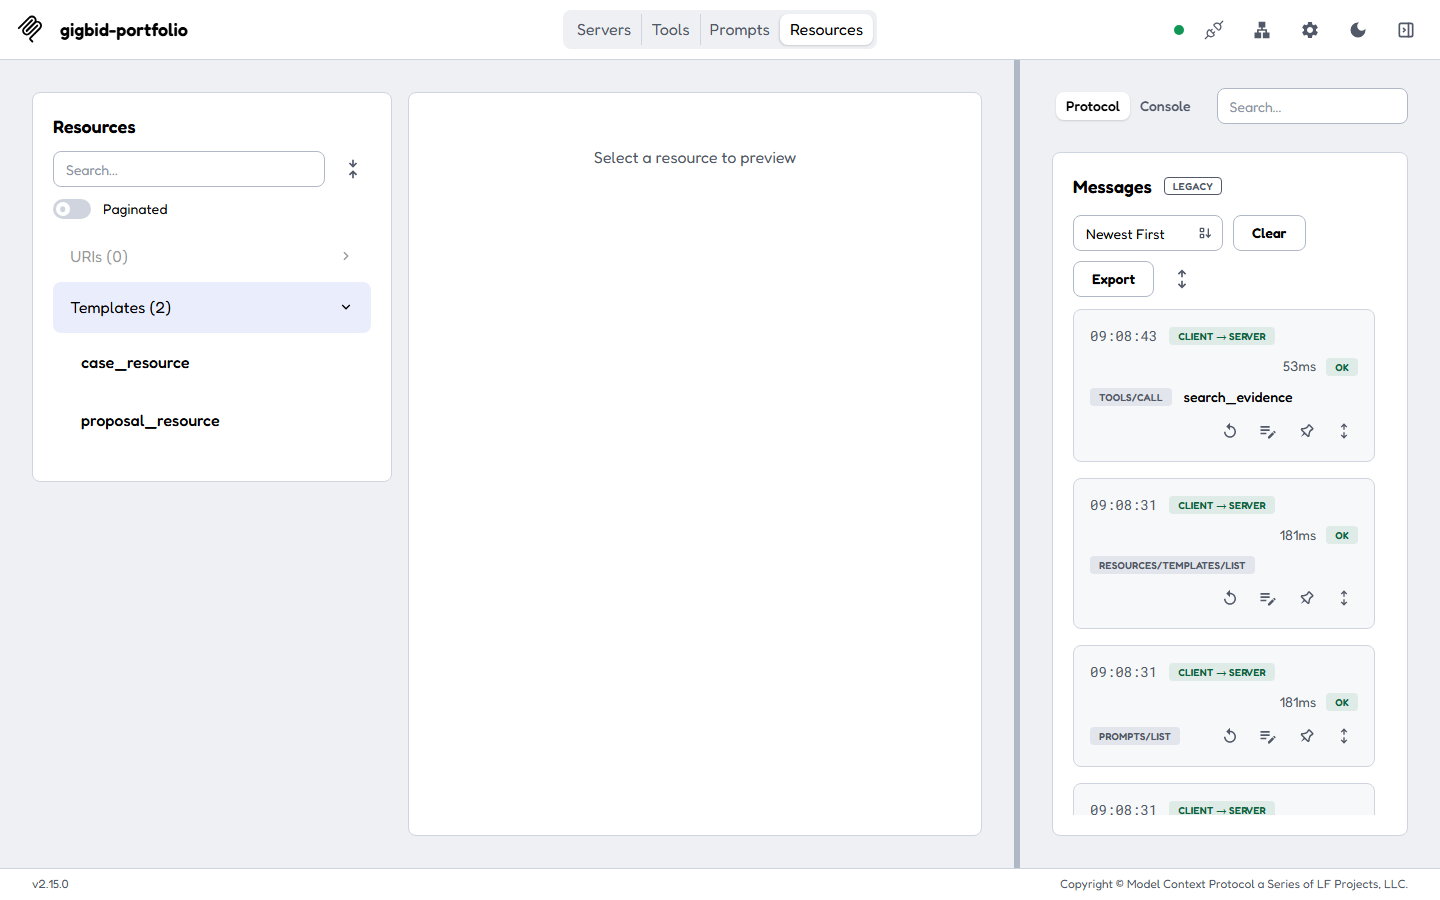 gigbid-portfolio
Servers
Tools
Prompts
Resources
Resources
Search...
Paginated
URIs (0)
Templates (2)
case_resource
proposal_resource
Select a resource to preview
Protocol
Console
Search...
Messages
LEGACY
Newest First
Clear
Export
09:08:43 CLIENT → SERVER
53ms OK
TOOLS/CALL search_evidence
09:08:31 CLIENT → SERVER
181ms OK
RESOURCES/TEMPLATES/LIST
09:08:31 CLIENT → SERVER
181ms OK
PROMPTS/LIST
09:08:31 CLIENT → SERVER
v2.15.0
Copyright © Model Context Protocol a Series of LF Projects, LLC.